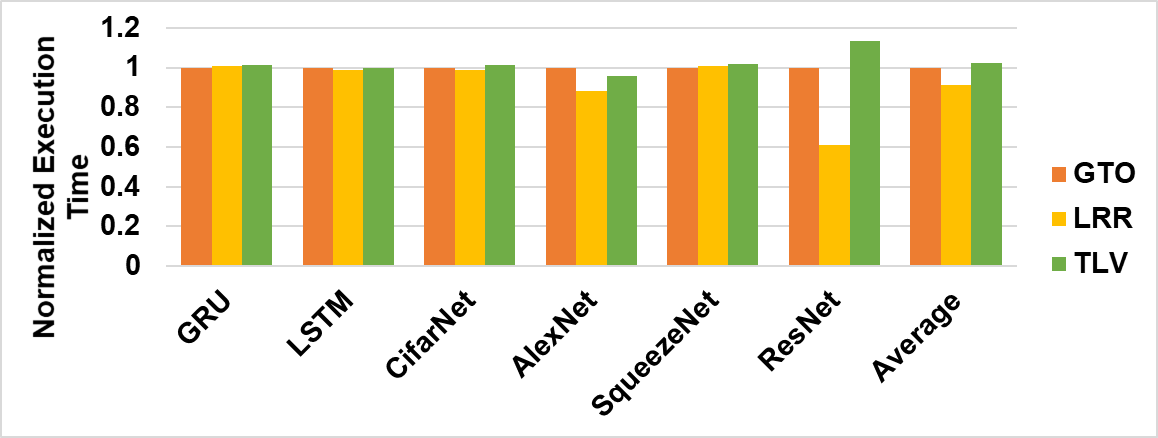 Normalized Execution
Time
1.2
1
0.8
0.6
0.4
0.2
0
GRU
LSTM
CifarNet
AlexNet
SqueezeNet
ResNet
Average
GTO
LRR
TLV